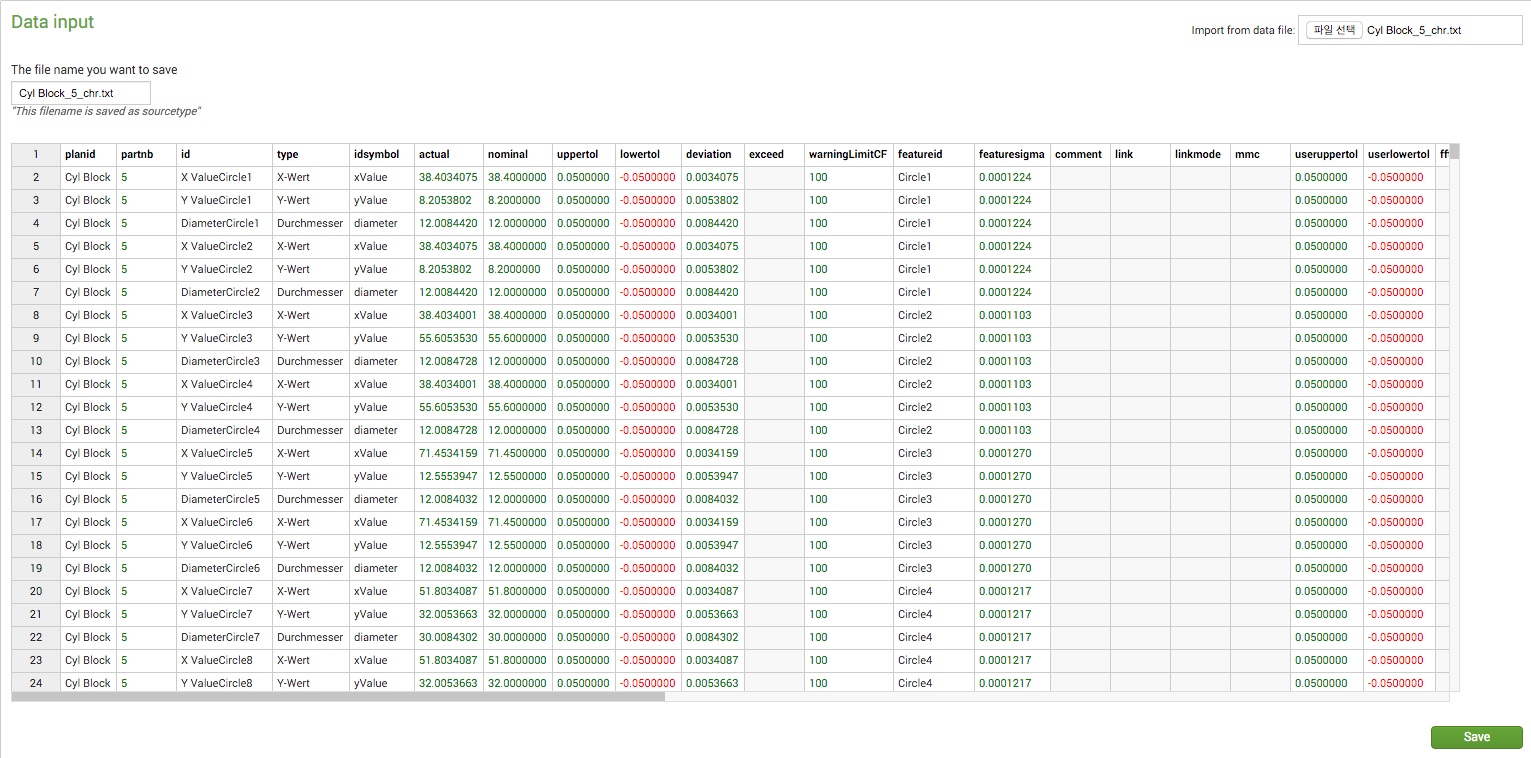 Data input
Import from data file: 파일 선택 Cyl Block_5_chr.txt
The file name you want to save
Cyl Block_5_chr.txt
"This filename is saved as sourcetype"
1 planid partnb id type idsymbol actual nominal uppertol lowertol deviation exceed warningLimitCF featureid featuresigma comment link linkmode mmc useruppertol userlowertol
2 Cyl Block 5 X ValueCircle1 X-Wert xValue 38.4034075 38.4000000 0.0500000 -0.0500000 0.0034075 100 Circle1 0.0001224 0.0500000 -0.0500000
3 Cyl Block 5 Y ValueCircle1 Y-Wert yValue 8.2053802 8.2000000 0.0500000 -0.0500000 0.0053802 100 Circle1 0.0001224 0.0500000 -0.0500000
4 Cyl Block 5 DiameterCircle1 Durchmesser diameter 12.0084420 12.0000000 0.0500000 -0.0500000 0.0084420 100 Circle1 0.0001224 0.0500000 -0.0500000
5 Cyl Block 5 X ValueCircle2 X-Wert xValue 38.4034075 38.4000000 0.0500000 -0.0500000 0.0034075 100 Circle1 0.0001224 0.0500000 -0.0500000
6 Cyl Block 5 Y ValueCircle2 Y-Wert yValue 8.2053802 8.2000000 0.0500000 -0.0500000 0.0053802 100 Circle1 0.0001224 0.0500000 -0.0500000
7 Cyl Block 5 DiameterCircle2 Durchmesser diameter 12.0084420 12.0000000 0.0500000 -0.0500000 0.0084420 100 Circle1 0.0001224 0.0500000 -0.0500000
8 Cyl Block 5 X ValueCircle3 X-Wert xValue 38.4034001 38.4000000 0.0500000 -0.0500000 0.0034001 100 Circle2 0.0001103 0.0500000 -0.0500000
9 Cyl Block 5 Y ValueCircle3 Y-Wert yValue 55.6053530 55.6000000 0.0500000 -0.0500000 0.0053530 100 Circle2 0.0001103 0.0500000 -0.0500000
10 Cyl Block 5 DiameterCircle3 Durchmesser diameter 12.0084728 12.0000000 0.0500000 -0.0500000 0.0084728 100 Circle2 0.0001103 0.0500000 -0.0500000
11 Cyl Block 5 X ValueCircle4 X-Wert xValue 38.4034001 38.4000000 0.0500000 -0.0500000 0.0034001 100 Circle2 0.0001103 0.0500000 -0.0500000
12 Cyl Block 5 Y ValueCircle4 Y-Wert yValue 55.6053530 55.6000000 0.0500000 -0.0500000 0.0053530 100 Circle2 0.0001103 0.0500000 -0.0500000
13 Cyl Block 5 DiameterCircle4 Durchmesser diameter 12.0084728 12.0000000 0.0500000 -0.0500000 0.0084728 100 Circle2 0.0001103 0.0500000 -0.0500000
14 Cyl Block 5 X ValueCircle5 X-Wert xValue 71.4534159 71.4500000 0.0500000 -0.0500000 0.0034159 100 Circle3 0.0001270 0.0500000 -0.0500000
15 Cyl Block 5 Y ValueCircle5 Y-Wert yValue 12.5553947 12.5500000 0.0500000 -0.0500000 0.0053947 100 Circle3 0.0001270 0.0500000 -0.0500000
16 Cyl Block 5 DiameterCircle5 Durchmesser diameter 12.0084032 12.0000000 0.0500000 -0.0500000 0.0084032 100 Circle3 0.0001270 0.0500000 -0.0500000
17 Cyl Block 5 X ValueCircle6 X-Wert xValue 71.4534159 71.4500000 0.0500000 -0.0500000 0.0034159 100 Circle3 0.0001270 0.0500000 -0.0500000
18 Cyl Block 5 Y ValueCircle6 Y-Wert yValue 12.5553947 12.5500000 0.0500000 -0.0500000 0.0053947 100 Circle3 0.0001270 0.0500000 -0.0500000
19 Cyl Block 5 DiameterCircle6 Durchmesser diameter 12.0084032 12.0000000 0.0500000 -0.0500000 0.0084032 100 Circle3 0.0001270 0.0500000 -0.0500000
20 Cyl Block 5 X ValueCircle7 X-Wert xValue 51.8034087 51.8000000 0.0500000 -0.0500000 0.0034087 100 Circle4 0.0001217 0.0500000 -0.0500000
21 Cyl Block 5 Y ValueCircle7 Y-Wert yValue 32.0053663 32.0000000 0.0500000 -0.0500000 0.0053663 100 Circle4 0.0001217 0.0500000 -0.0500000
22 Cyl Block 5 DiameterCircle7 Durchmesser diameter 30.0084302 30.0000000 0.0500000 -0.0500000 0.0084302 100 Circle4 0.0001217 0.0500000 -0.0500000
23 Cyl Block 5 X ValueCircle8 X-Wert xValue 51.8034087 51.8000000 0.0500000 -0.0500000 0.0034087 100 Circle4 0.0001217 0.0500000 -0.0500000
24 Cyl Block 5 Y ValueCircle8 Y-Wert yValue 32.0053663 32.0000000 0.0500000 -0.0500000 0.0053663 100 Circle4 0.0001217 0.0500000 -0.0500000
Save